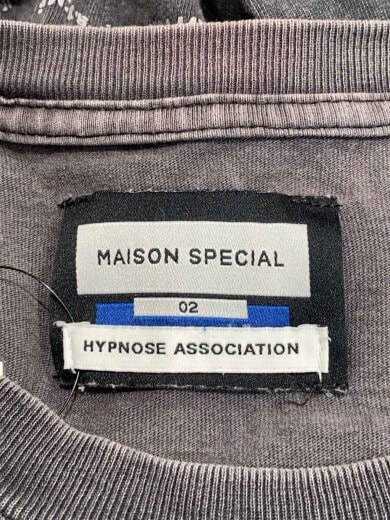 MAISON SPECIAL
02
HYPNOSE ASSOCIATION